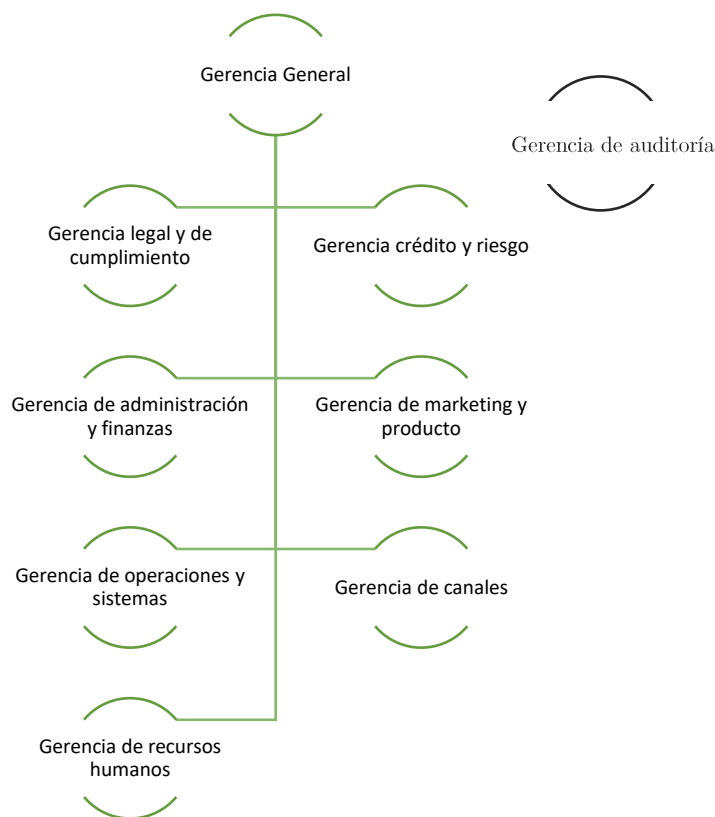 Gerencia General
Gerencia de auditoría
Gerencia legal y de
cumplimiento
Gerencia crédito y riesgo
Gerencia de administración
y finanzas
Gerencia de marketing y
producto
Gerencia de operaciones y
sistemas
Gerencia de canales
Gerencia de recursos
humanos